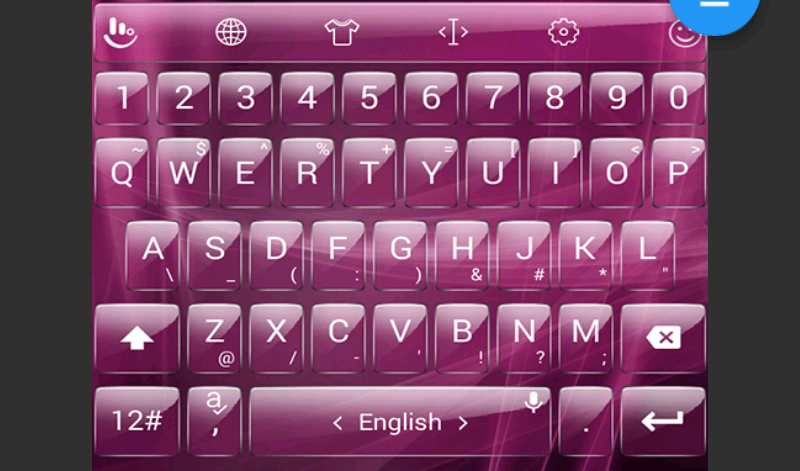 1 2 3 4 5 6 7 8 9 0
~ $ ^ % + = [ ] < >
Q W E R T Y U I O P
A S D F G H J K L
\ _ ( : ) & # * "
Z X C V B N M
@ / - ' ! ? ;
a
12# , < English > .